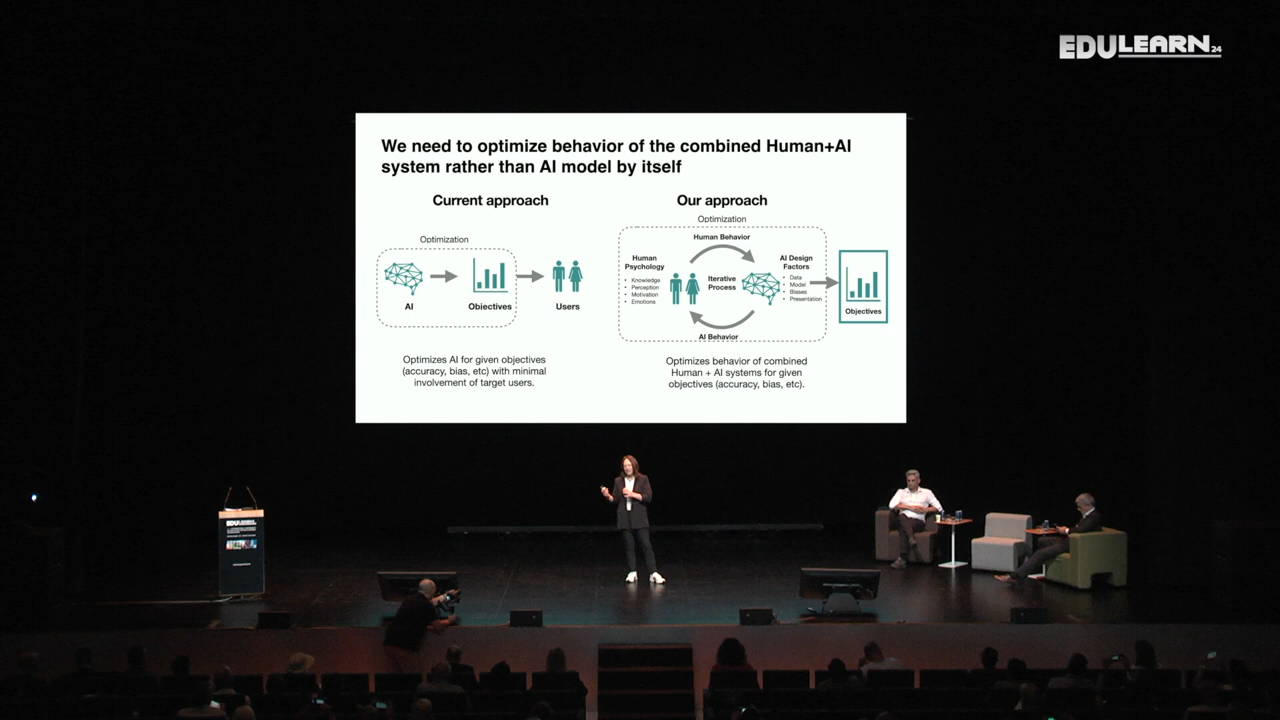 EDULEARN24
We need to optimize behavior of the combined Human+AI
system rather than AI model by itself
Current approach
Optimization
AI
Objectives
Users
Optimizes AI for given objectives
(accuracy, bias, etc) with minimal
involvement of target users.
Our approach
Optimization
Human Behavior
Human
Psychology
• Knowledge
• Perception
• Motivation
• Emotions
Iterative
Process
AI Design
Factors
• Data
• Model
• Biases
• Presentation
AI Behavior
Objectives
Optimizes behavior of combined
Human + AI systems for given
objectives (accuracy, bias, etc).